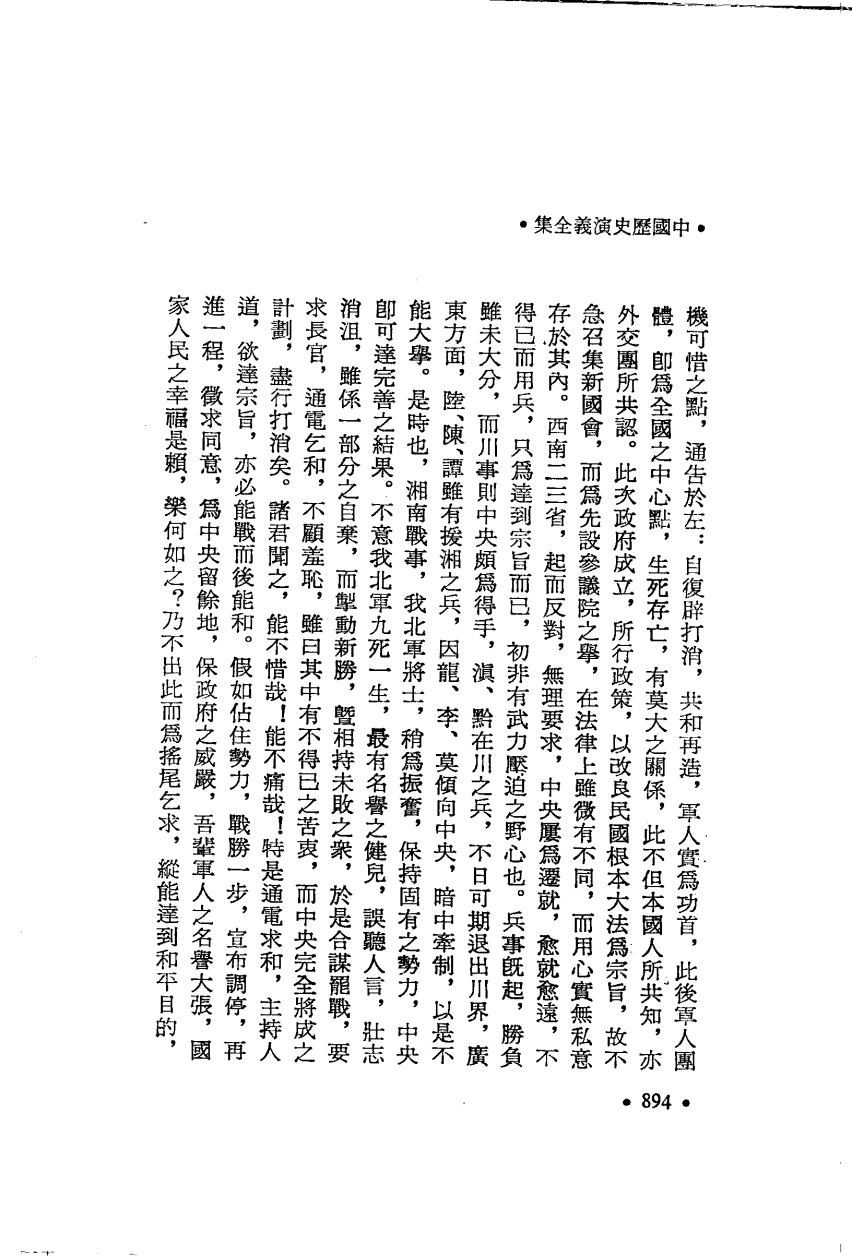 •中國歷史演義全集•
機可惜之點，通告於左：自復辟打消，共和再造，軍人實爲功首，此後軍人團
體，卽爲全國之中心點，生死存亡，有莫大之關係，此不但本國人所共知，亦
外交團所共認。此次政府成立，所行政策，以改良民國根本大法爲宗旨，故不
急召集新國會，而爲先設參議院之擧，在法律上雖微有不同，而用心實無私意
存於其內。西南二三省，起而反對，無理要求，中央屢爲遷就，愈就愈遠，不
得已而用兵，只爲達到宗旨而已，初非有武力壓迫之野心也。兵事旣起，勝負
雖未大分，而川事則中央頗爲得手，滇、黔在川之兵，不日可期退出川界，廣
東方面，陸、陳、譚雖有援湘之兵，因龍、李、莫傾向中央，暗中牽制，以是不
能大擧。是時也，湘南戰事，我北軍將士，稍爲振奮，保持固有之勢力，中央
卽可達完善之結果。不意我北軍九死一生，最有名譽之健兒，誤聽人言，壯志
消沮，雖係一部分之自棄，而掣動新勝，曁相持未敗之衆，於是合謀罷戰，要
求長官，通電乞和，不顧羞恥，雖曰其中有不得已之苦衷，而中央完全將成之
計劃，盡行打消矣。諸君聞之，能不惜哉！能不痛哉！特是通電求和，主持人
道，欲達宗旨，亦必能戰而後能和。假如佔住勢力，戰勝一步，宣布調停，再
進一程，徵求同意，爲中央留餘地，保政府之威嚴，吾輩軍人之名譽大張，國
家人民之幸福是賴，樂何如之？乃不出此而爲搖尾乞求，縱能達到和平目的，
•894•